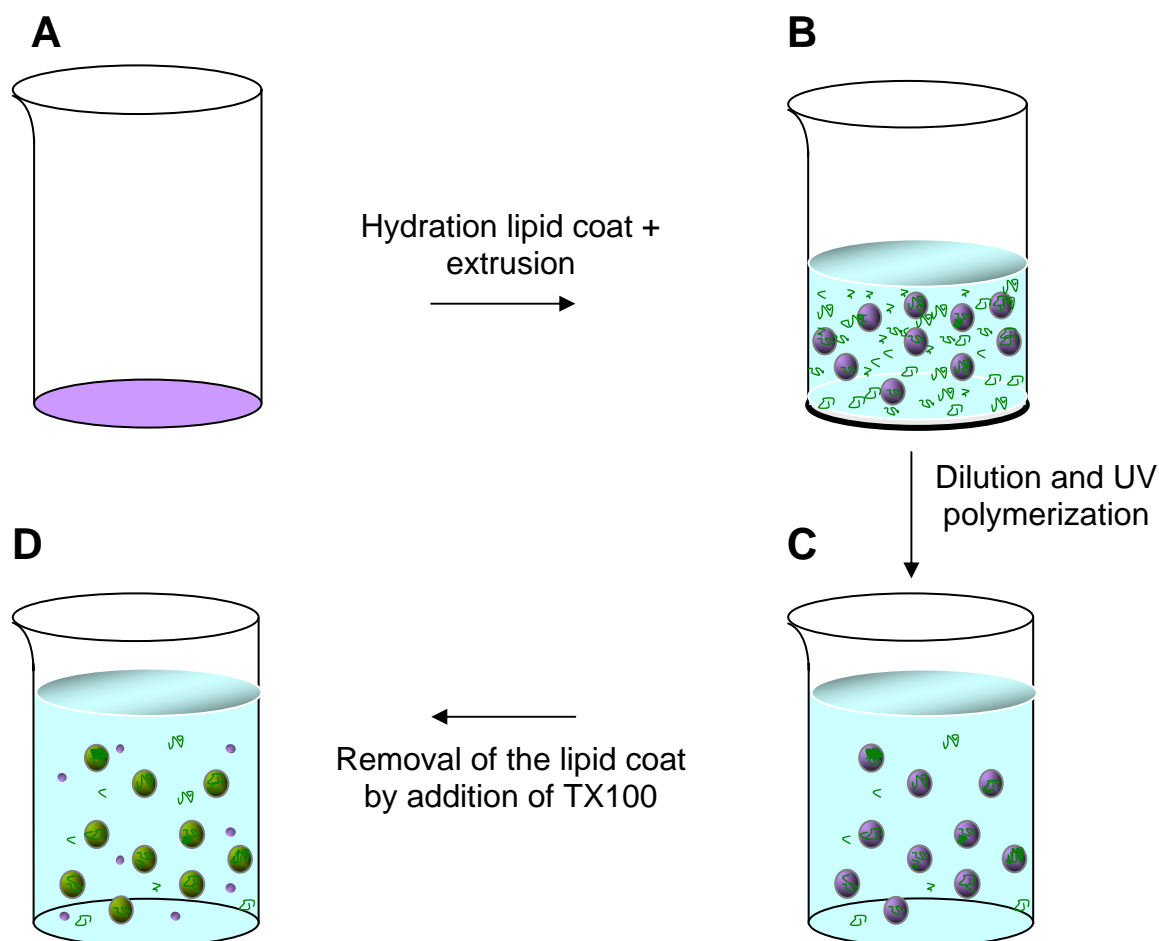 A
B
Hydration lipid coat +
extrusion
Dilution and UV
polymerization
D
C
Removal of the lipid coat
by addition of TX100